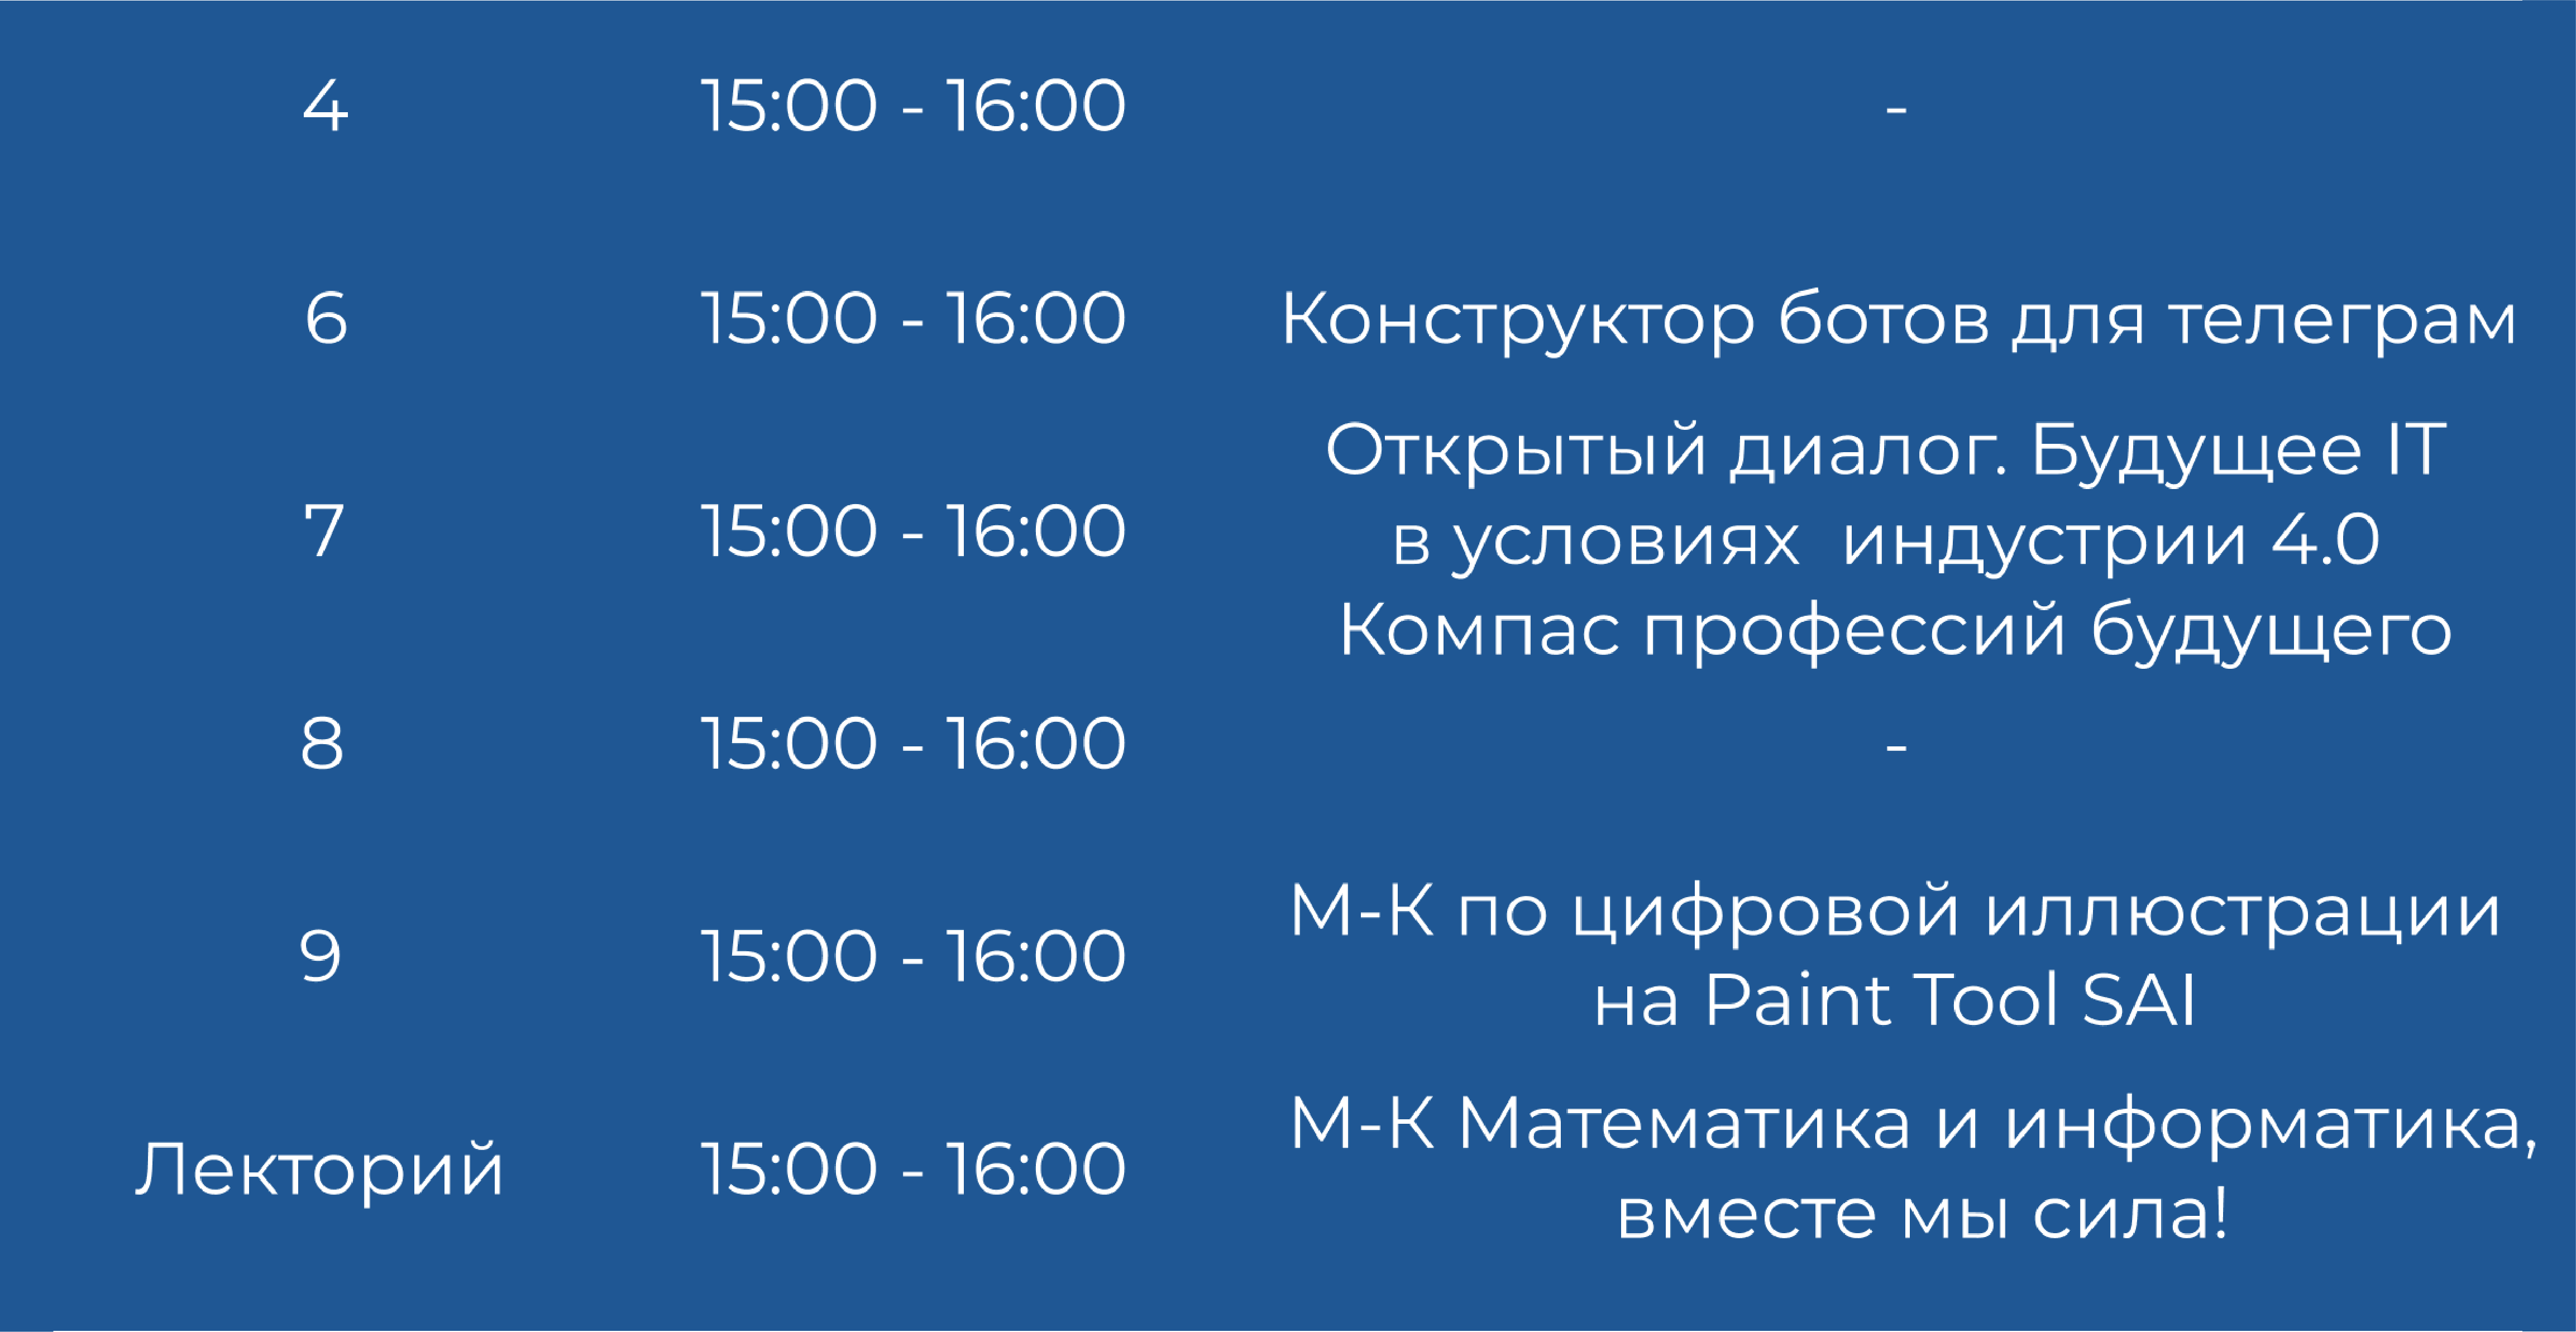 4 15:00 - 16:00 -
6 15:00 - 16:00 Конструктор ботов для телеграм
Открытый диалог. Будущее IT
7 15:00 - 16:00 в условиях индустрии 4.0
Компас профессий будущего
8 15:00 - 16:00 -
М-К по цифровой иллюстрации
9 15:00 - 16:00
на Paint Tool SAI
М-К Математика и информатика,
Лекторий 15:00 - 16:00
вместе мы сила!